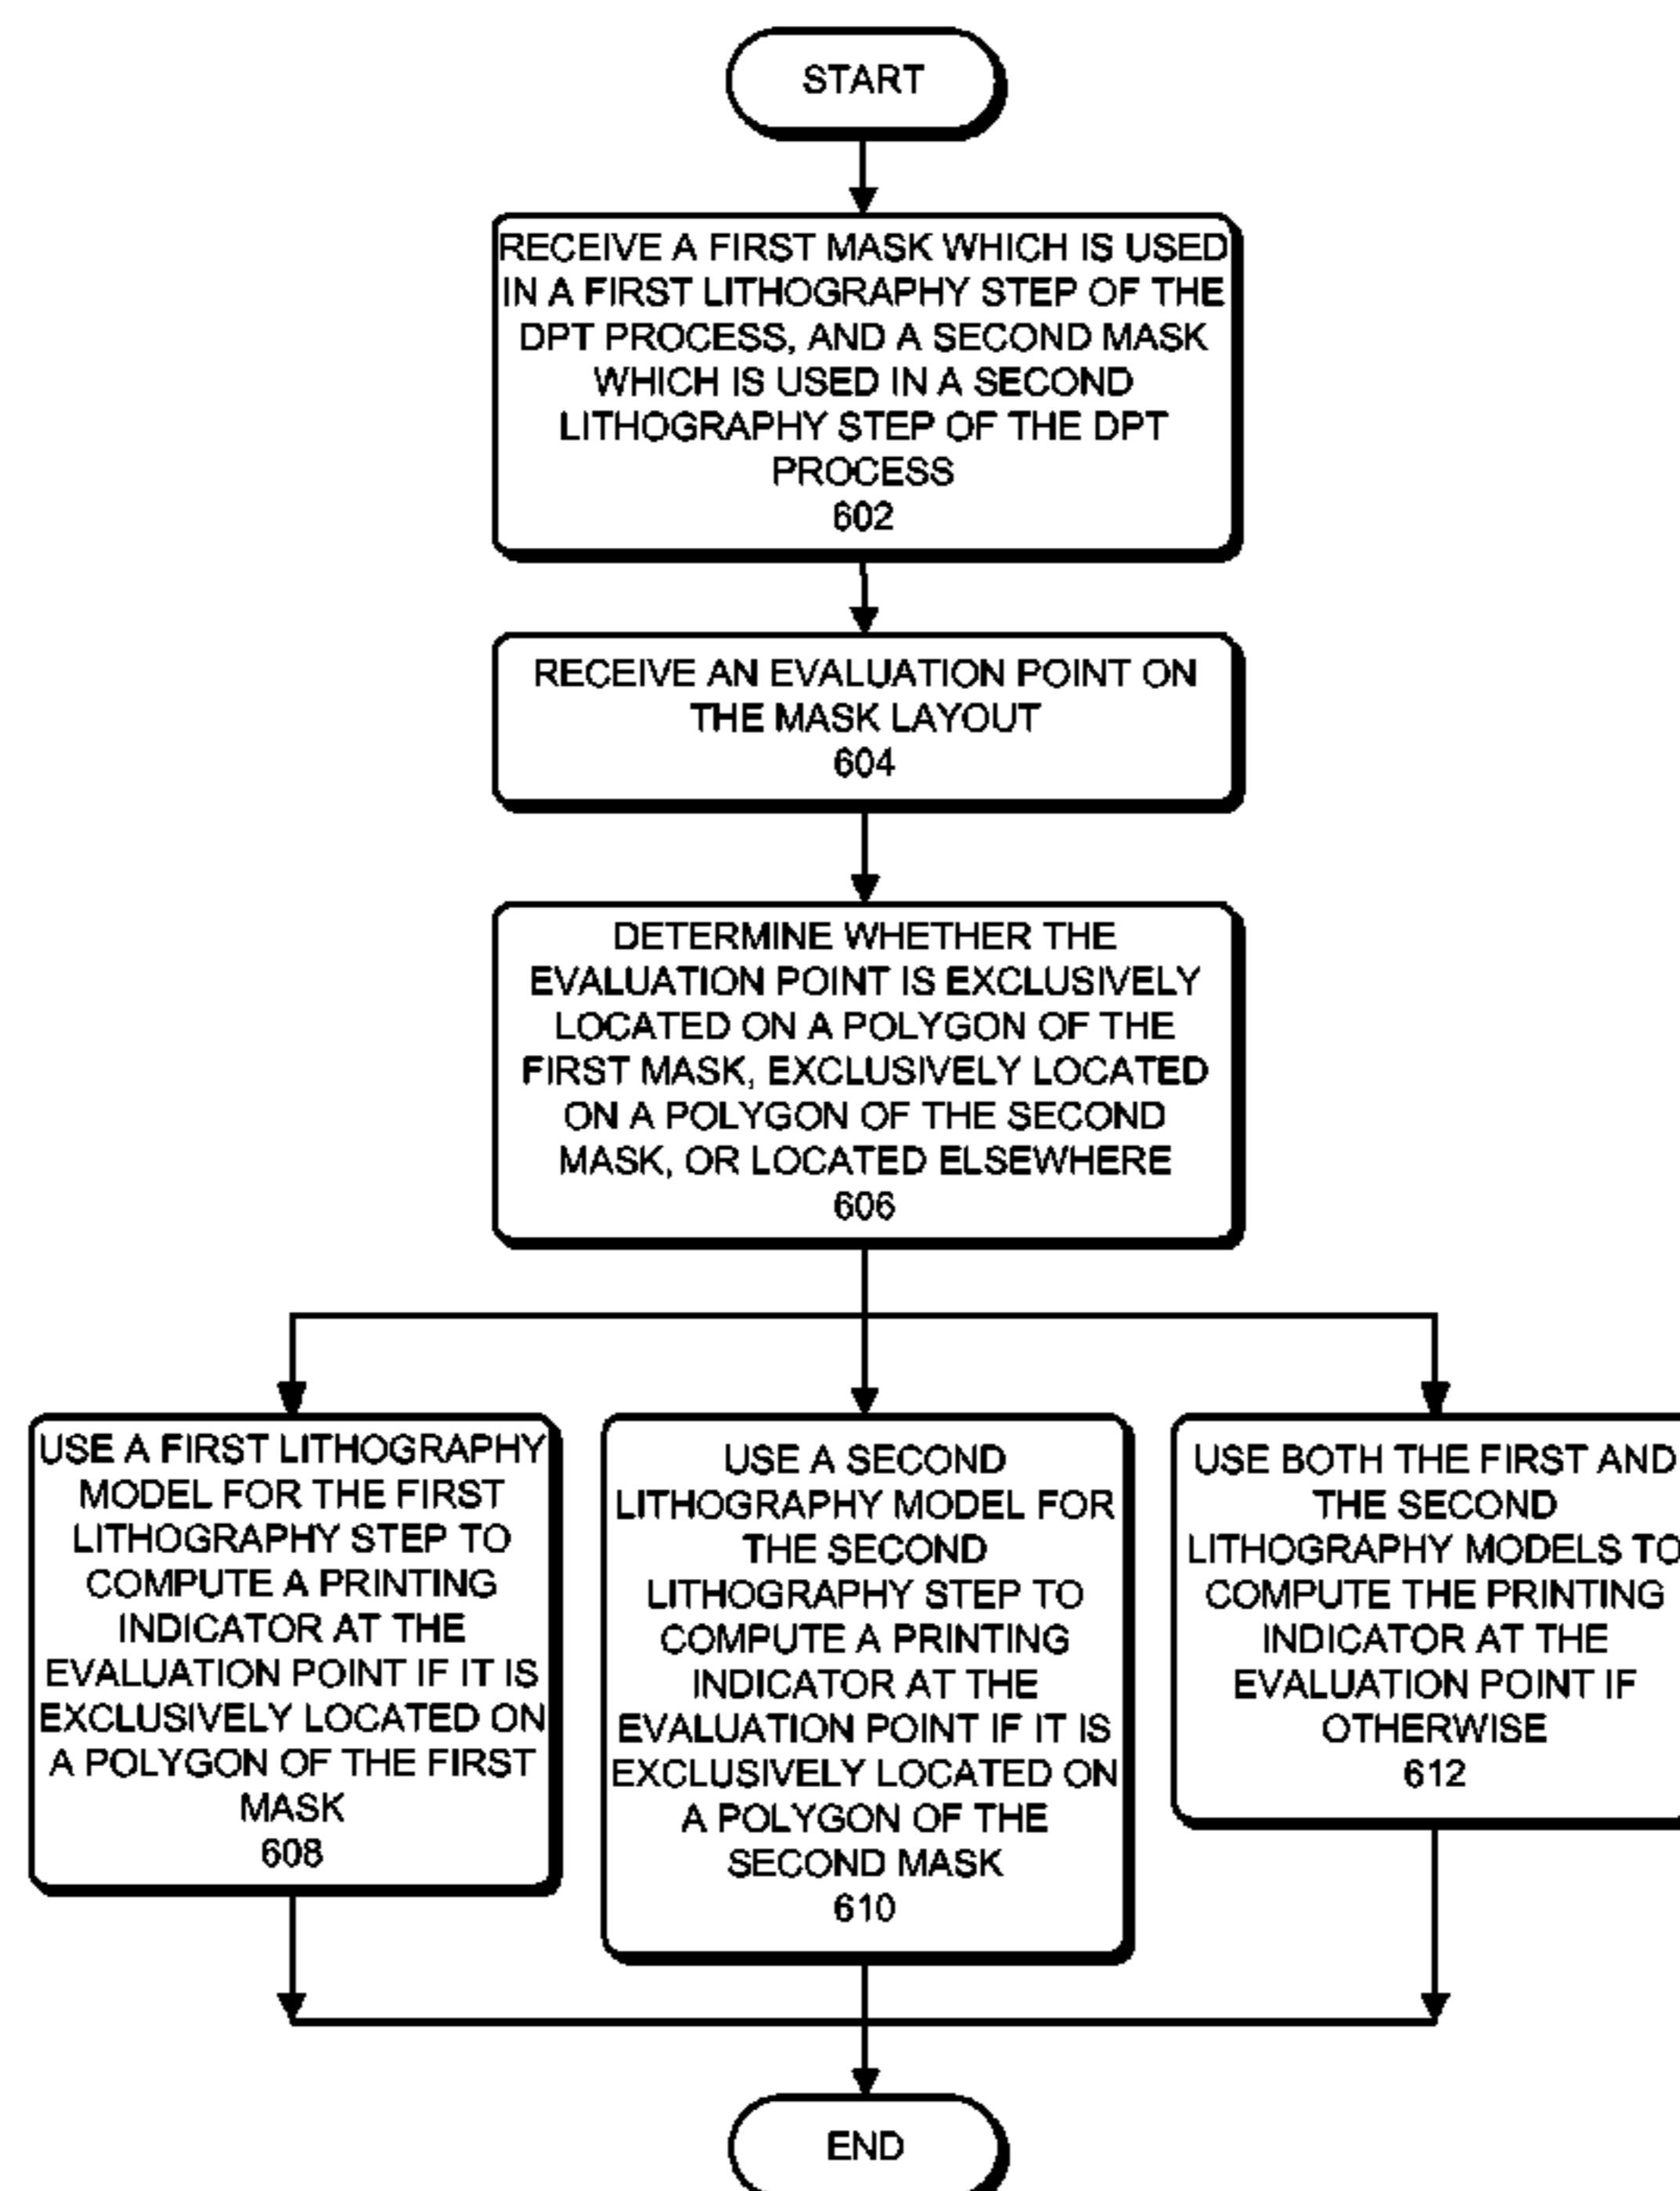 START
RECEIVE A FIRST MASK WHICH IS USED
IN A FIRST LITHOGRAPHY STEP OF THE
DPT PROCESS, AND A SECOND MASK
WHICH IS USED IN A SECOND
LITHOGRAPHY STEP OF THE DPT
PROCESS
602
RECEIVE AN EVALUATION POINT ON
THE MASK LAYOUT
604
DETERMINE WHETHER THE
EVALUATION POINT IS EXCLUSIVELY
LOCATED ON A POLYGON OF THE
FIRST MASK, EXCLUSIVELY LOCATED
ON A POLYGON OF THE SECOND
MASK, OR LOCATED ELSEWHERE
606
USE A FIRST LITHOGRAPHY
MODEL FOR THE FIRST
LITHOGRAPHY STEP TO
COMPUTE A PRINTING
INDICATOR AT THE
EVALUATION POINT IF IT IS
EXCLUSIVELY LOCATED ON
A POLYGON OF THE FIRST
MASK
608
USE A SECOND
LITHOGRAPHY MODEL FOR
THE SECOND
LITHOGRAPHY STEP TO
COMPUTE A PRINTING
INDICATOR AT THE
EVALUATION POINT IF IT IS
EXCLUSIVELY LOCATED ON
A POLYGON OF THE
SECOND MASK
610
USE BOTH THE FIRST AND
THE SECOND
LITHOGRAPHY MODELS TO
COMPUTE THE PRINTING
INDICATOR AT THE
EVALUATION POINT IF
OTHERWISE
612
END